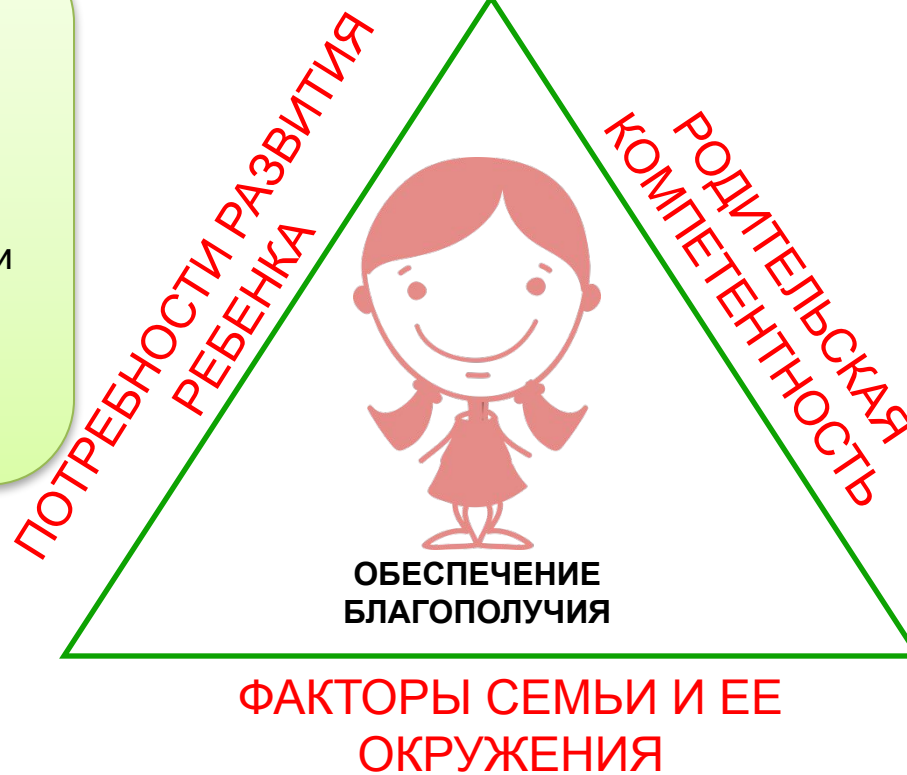 и
ПОТРЕБНОСТИ РАЗВИТИЯ
РЕБЕНКА
РОДИТЕЛЬСКАЯ
КОМПЕТЕНТНОСТЬ
ОБЕСПЕЧЕНИЕ
БЛАГОПОЛУЧИЯ
ФАКТОРЫ СЕМЬИ И ЕЕ
ОКРУЖЕНИЯ